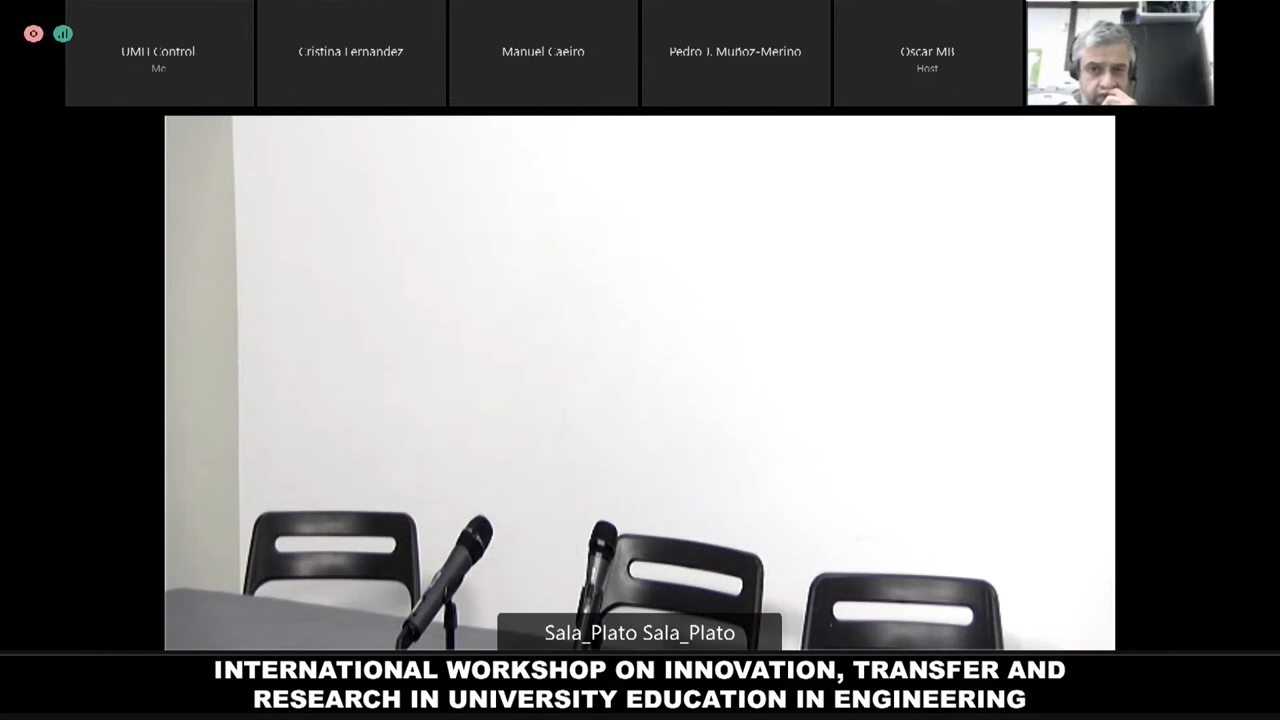 UMH Control
Me
Cristina Fernandez
Manuel Caeiro
Pedro J. Muñoz-Merino
Oscar MB
Host
Sala_Plato Sala_Plato
INTERNATIONAL WORKSHOP ON INNOVATION, TRANSFER AND
RESEARCH IN UNIVERSITY EDUCATION IN ENGINEERING